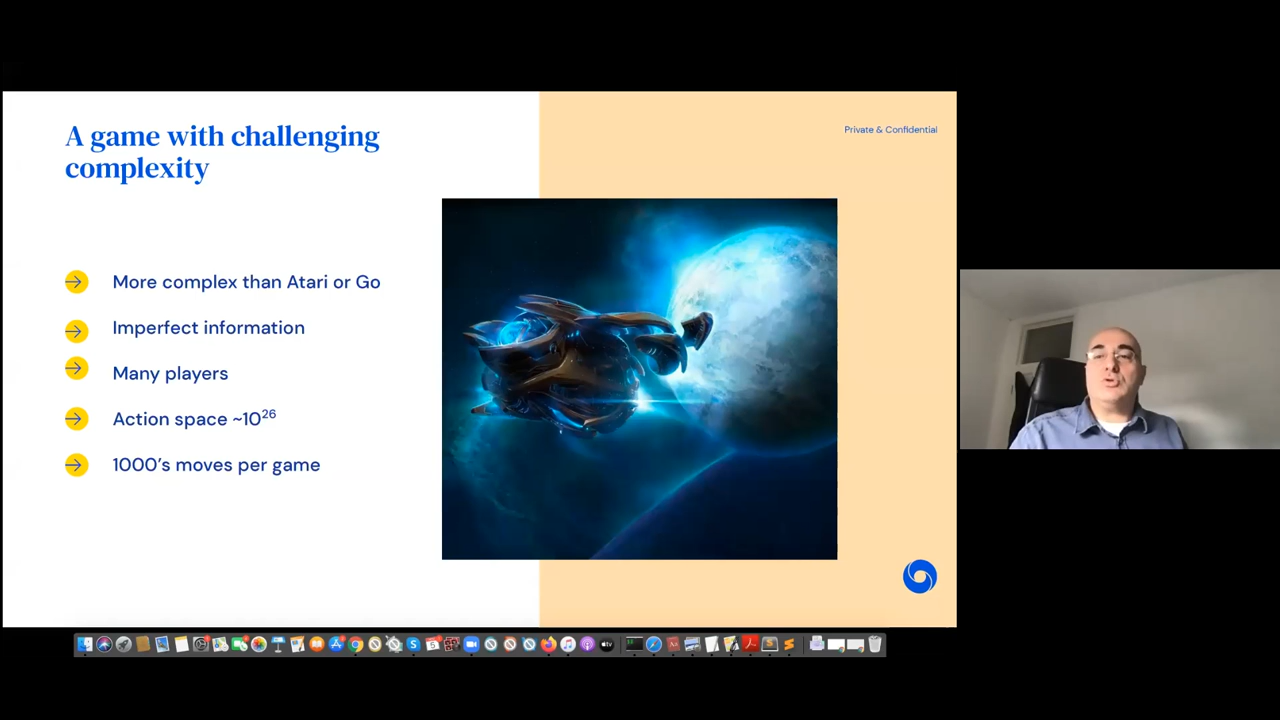 A game with challenging
complexity
Private & Confidential
More complex than Atari or Go
Imperfect information
Many players
Action space ~10²⁶
1000's moves per game